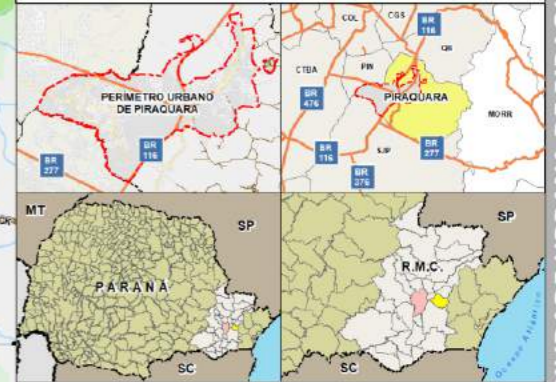 PERÍMETRO URBANO
DE PIRAQUARA
BR
116
BR
277
COL
CGS
BR
116
QB
CTBA
PIN
BR
476
PIRAQUARA
MORR
BR
116
SJP
BR
277
BR
376
MT
SP
PARANÁ
SC
SP
R.M.C.
SC
Oceano Atlântico